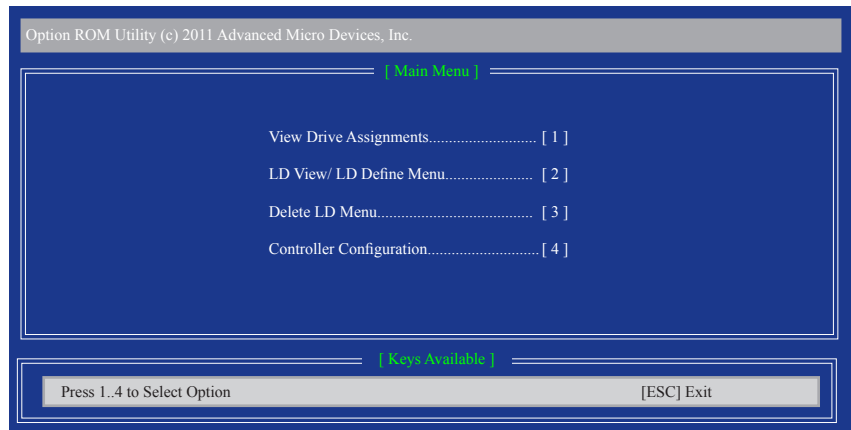 Option ROM Utility (c) 2011 Advanced Micro Devices, Inc.
[ Main Menu ]
View Drive Assignments........................... [ 1 ]
LD View/ LD Define Menu...................... [ 2 ]
Delete LD Menu....................................... [ 3 ]
Controller Configuration............................[ 4 ]
[ Keys Available ]
Press 1..4 to Select Option [ESC] Exit